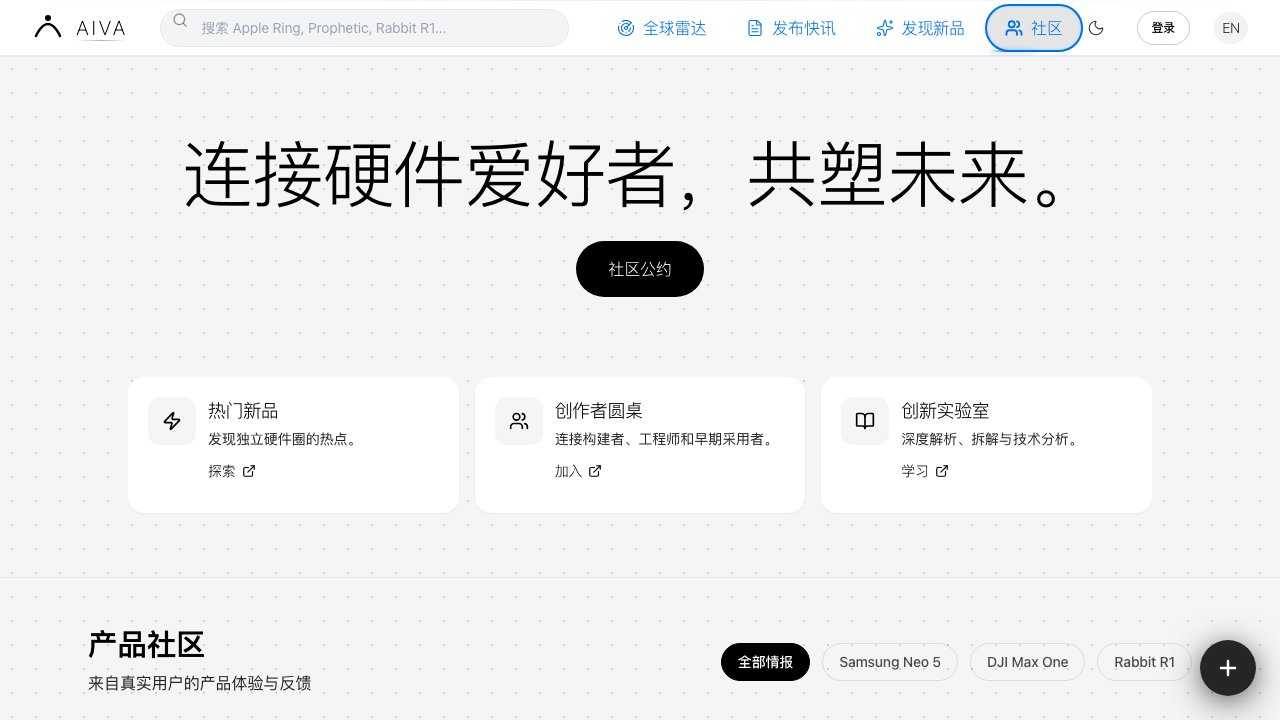 AIVA
搜索 Apple Ring, Prophetic, Rabbit R1...
全球雷达
发布快讯
发现新品
社区
登录
EN
连接硬件爱好者，共塑未来。
社区公约
热门新品
发现独立硬件圈的热点。
探索
创作者圆桌
连接构建者、工程师和早期采用者。
加入
创新实验室
深度解析、拆解与技术分析。
学习
产品社区
来自真实用户的产品体验与反馈
全部情报
Samsung Neo 5
DJI Max One
Rabbit R1